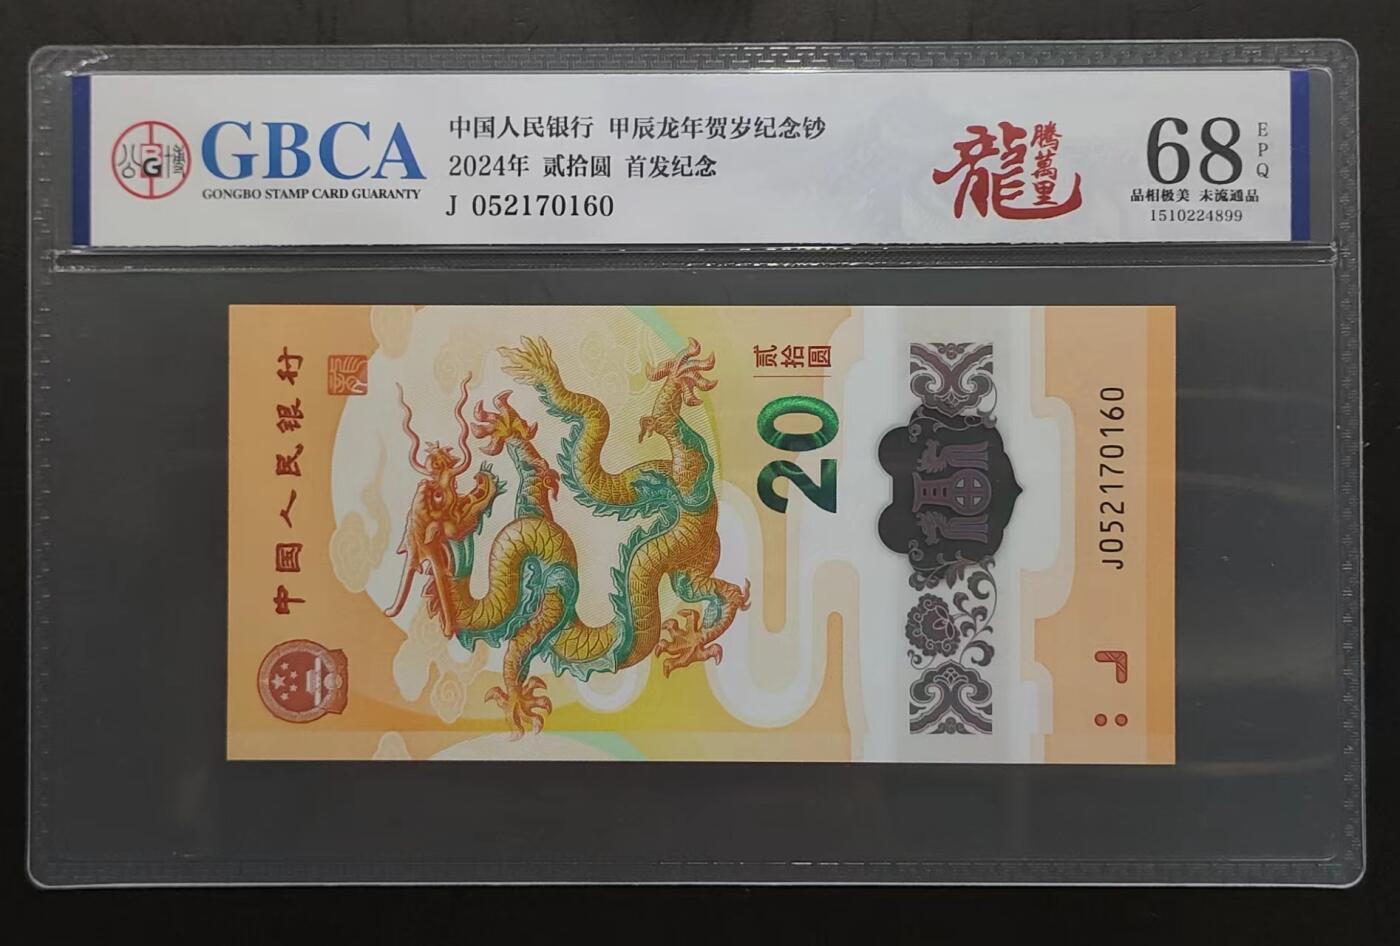 GBCA
GONGBO STAMP CARD GUARANTY
中国人民银行 甲辰龙年贺岁纪念钞
2024年 贰拾圆 首发纪念
J 052170160
龍
腾萬里
68
EPQ
品相极美 未流通品
1510224899
中国人民银行
贰拾圆
20
J052170160